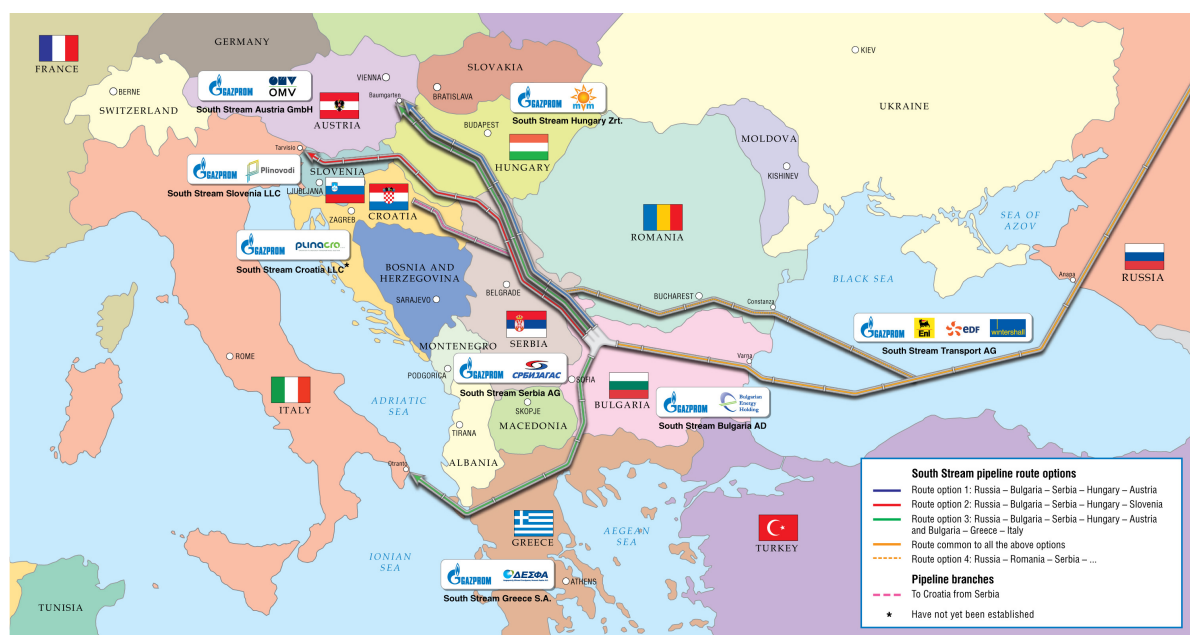 GERMANY
FRANCE
KIEV
SLOVAKIA
VIENNA
BERNE
SWITZERLAND
GAZPROM
OMV
South Stream Austria GmbH
Baumgarten
BRATISLAVA
AUSTRIA
GAZPROM
mvm
South Stream Hungary Zrt.
UKRAINE
BUDAPEST
HUNGARY
MOLDOVA
KISHINEV
Tarvisio
GAZPROM
Plinovodi
South Stream Slovenia LLC
SLOVENIA
LJUBLJANA
CROATIA
ZAGREB
ROMANIA
SEA OF
AZOV
GAZPROM
PLINACRO
South Stream Croatia LLC*
BOSNIA AND
HERZEGOVINA
SARAJEVO
BELGRADE
BUCHAREST
Constanza
BLACK SEA
Anapa
RUSSIA
SERBIA
MONTENEGRO
PODGORICA
GAZPROM
СРБИЈАГАС
South Stream Serbia AG
SOFIA
Varna
GAZPROM
Eni
EDF
wintershall
South Stream Transport AG
ROME
ITALY
ADRIATIC
SEA
SKOPJE
MACEDONIA
BULGARIA
GAZPROM
Bulgarian
Energy
Holding
South Stream Bulgaria AD
TIRANA
ALBANIA
Otranto
GREECE
AEGEAN
SEA
TURKEY
IONIAN
SEA
GAZPROM
ΔΕΣΦΑ
South Stream Greece S.A.
ATHENS
TUNISIA
South Stream pipeline route options
Route option 1: Russia – Bulgaria – Serbia – Hungary – Austria
Route option 2: Russia – Bulgaria – Serbia – Hungary – Slovenia
Route option 3: Russia – Bulgaria – Serbia – Hungary – Austria
and Bulgaria – Greece – Italy
Route common to all the above options
Route option 4: Russia – Romania – Serbia – ...
Pipeline branches
To Croatia from Serbia
* Have not yet been established